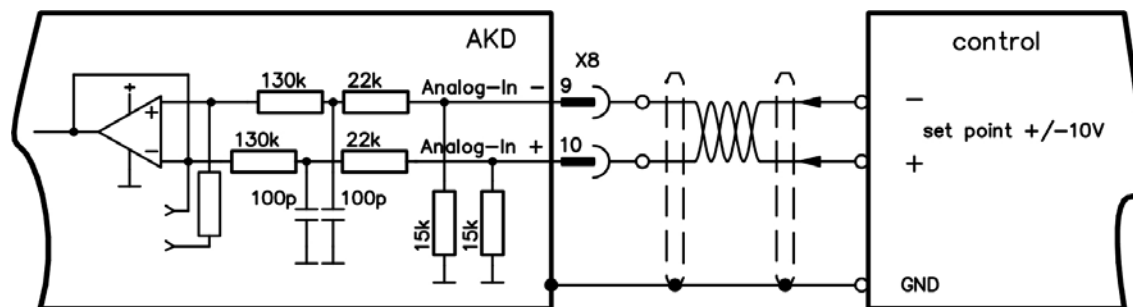 AKD
X8
control
130k 22k Analog-In - 9
-
set point +/-10V
130k 22k Analog-In + 10
+
100p 100p
15k 15k
GND